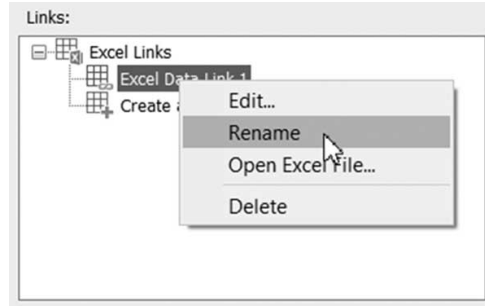 Links:
Excel Links
Excel Data Link 1
Create a
Edit...
Rename
Open Excel File...
Delete